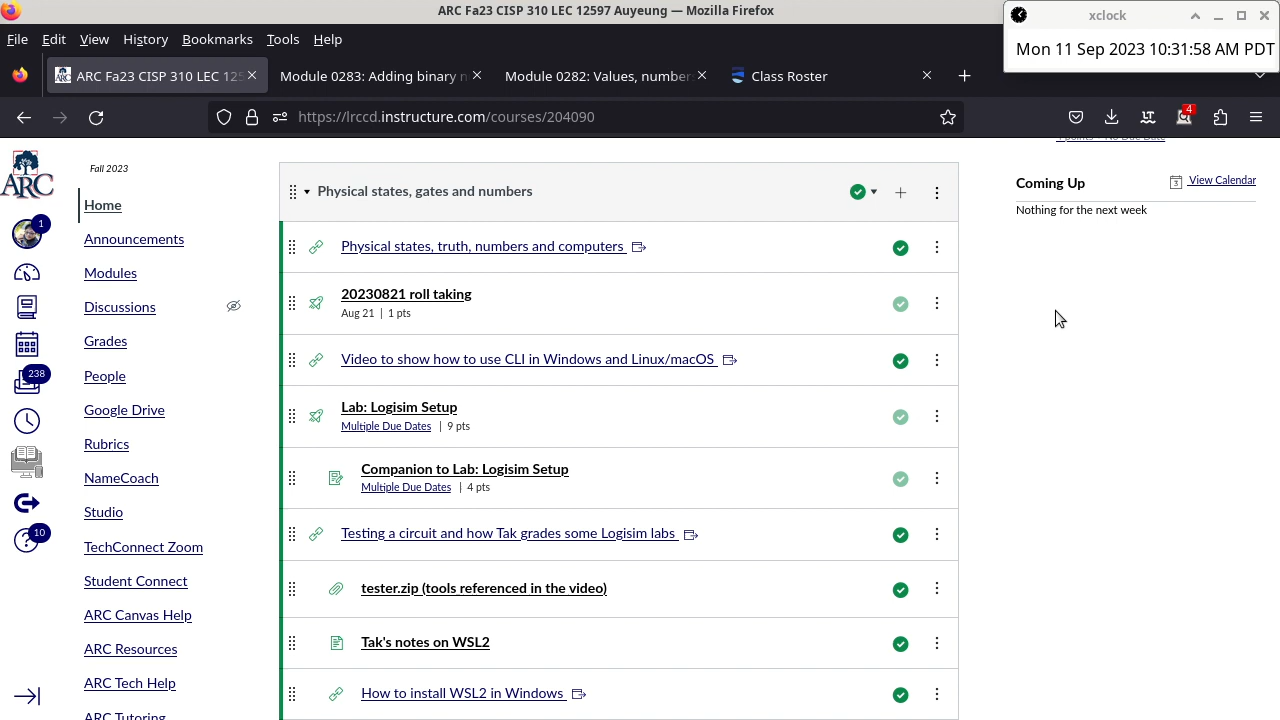 ARC Fa23 CISP 310 LEC 12597 Auyeung — Mozilla Firefox
xclock
Mon 11 Sep 2023 10:31:58 AM PDT
File Edit View History Bookmarks Tools Help
ARC Fa23 CISP 310 LEC 125
Module 0283: Adding binary n
Module 0282: Values, number
Class Roster
https://lrccd.instructure.com/courses/204090
4
ARC
Fall 2023
Home
Announcements
Modules
Discussions
Grades
People
Google Drive
Rubrics
NameCoach
Studio
TechConnect Zoom
Student Connect
ARC Canvas Help
ARC Resources
ARC Tech Help
ARC Tutoring
1
238
10
Physical states, gates and numbers
Physical states, truth, numbers and computers
20230821 roll taking
Aug 21 | 1 pts
Video to show how to use CLI in Windows and Linux/macOS
Lab: Logisim Setup
Multiple Due Dates | 9 pts
Companion to Lab: Logisim Setup
Multiple Due Dates | 4 pts
Testing a circuit and how Tak grades some Logisim labs
tester.zip (tools referenced in the video)
Tak's notes on WSL2
How to install WSL2 in Windows
Coming Up
3
View Calendar
Nothing for the next week